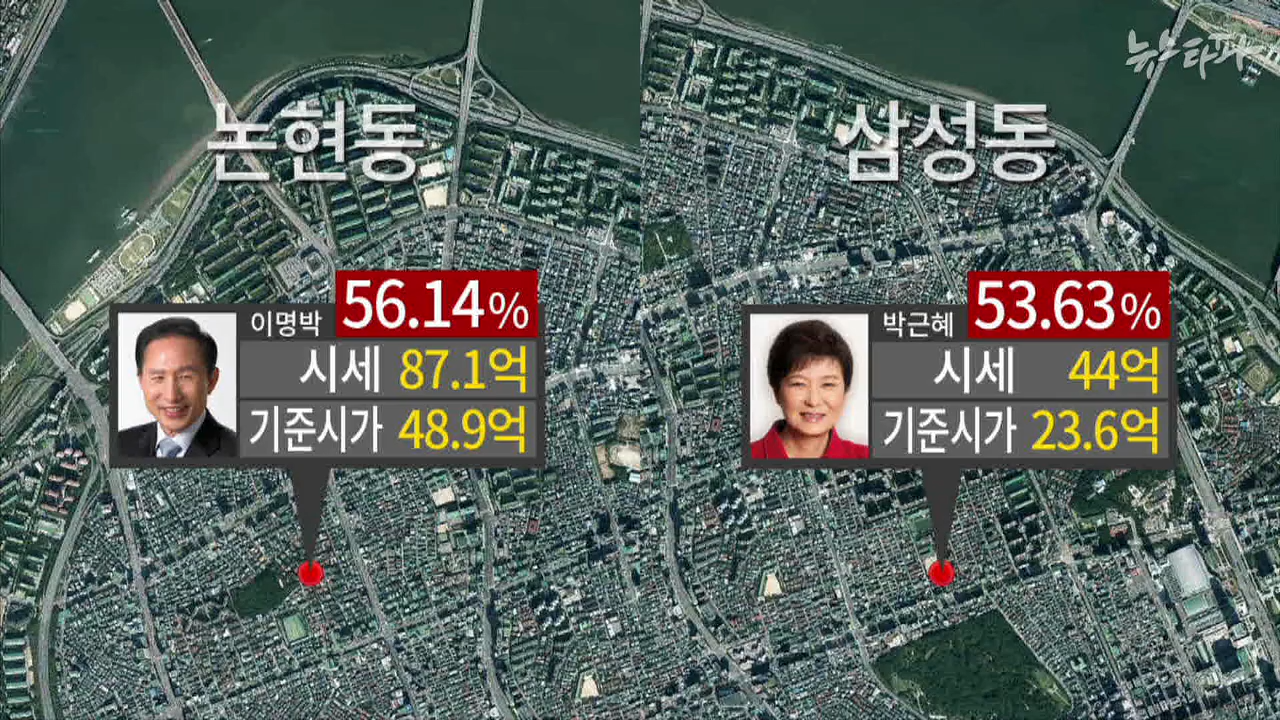 뉴스타파
논현동
삼성동
이명박 56.14%
시세 87.1억
기준시가 48.9억
박근혜 53.63%
시세 44억
기준시가 23.6억